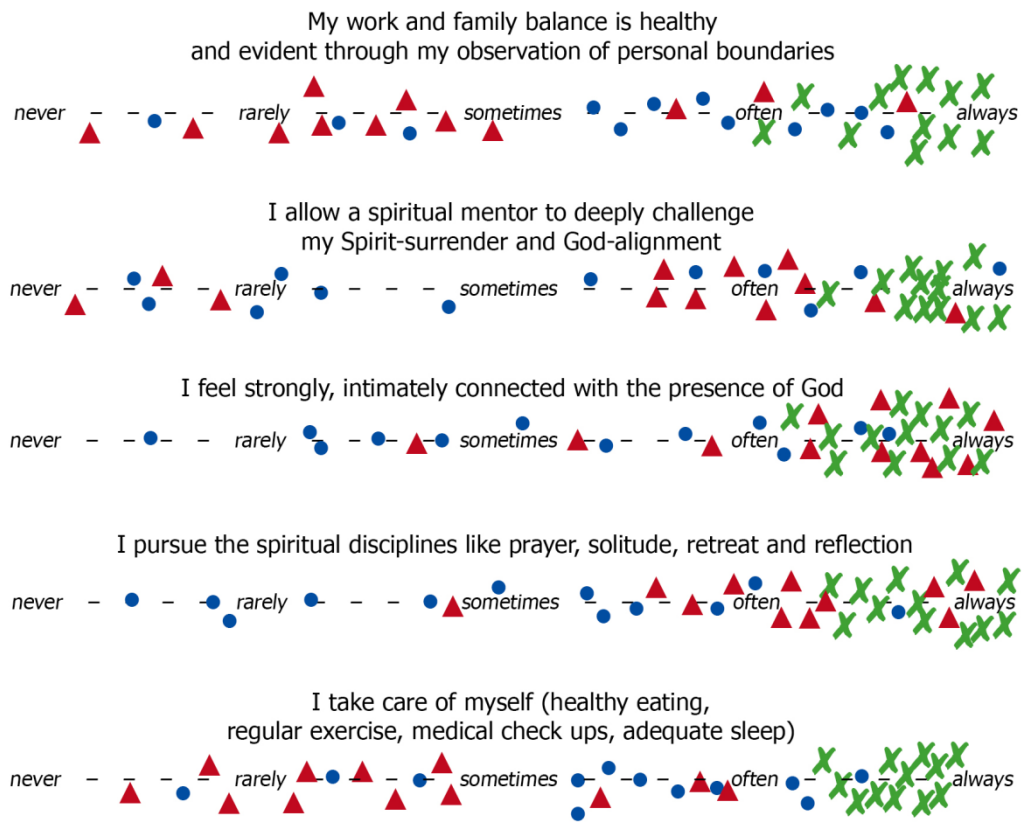 My work and family balance is healthy
and evident through my observation of personal boundaries
never – – – – rarely – – – – sometimes – – – – often – – – – always
I allow a spiritual mentor to deeply challenge
my Spirit-surrender and God-alignment
never – – – – rarely – – – – sometimes – – – – often – – – – always
I feel strongly, intimately connected with the presence of God
never – – – – rarely – – – – sometimes – – – – often – – – – always
I pursue the spiritual disciplines like prayer, solitude, retreat and reflection
never – – – – rarely – – – – sometimes – – – – often – – – – always
I take care of myself (healthy eating,
regular exercise, medical check ups, adequate sleep)
never – – – – rarely – – – – sometimes – – – – often – – – – always